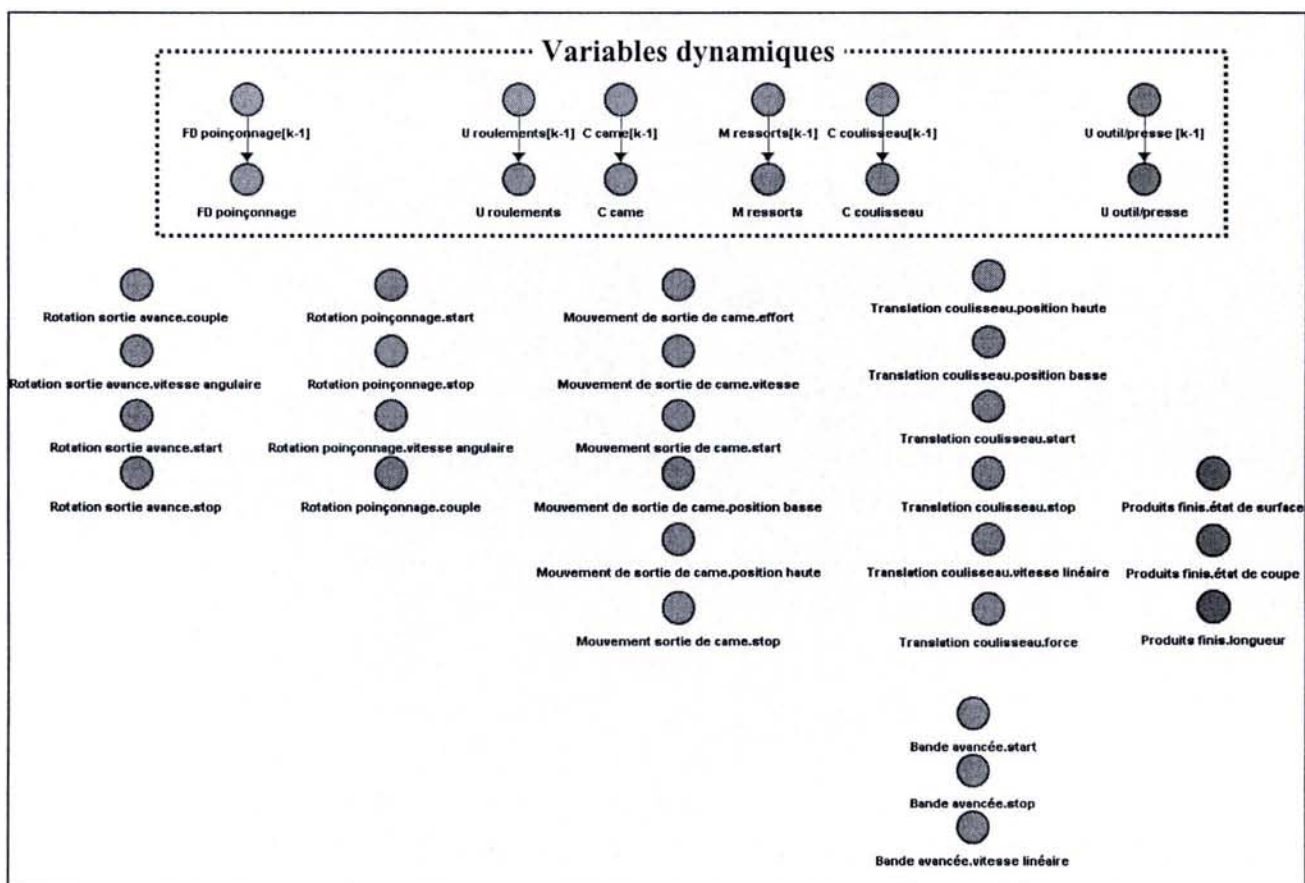 Variables dynamiques
FD poinçonnage[k-1]
U roulements[k-1]
C came[k-1]
M ressorts[k-1]
C coulisseau[k-1]
U outil/presse [k-1]
FD poinçonnage
U roulements
C came
M ressorts
C coulisseau
U outil/presse
Rotation sortie avance.couple
Rotation sortie avance.vitesse angulaire
Rotation sortie avance.start
Rotation sortie avance.stop
Rotation poinçonnage.start
Rotation poinçonnage.stop
Rotation poinçonnage.vitesse angulaire
Rotation poinçonnage.couple
Mouvement de sortie de came.effort
Mouvement de sortie de came.vitesse
Mouvement sortie de came.start
Mouvement de sortie de came.position basse
Mouvement de sortie de came.position haute
Mouvement sortie de came.stop
Translation coulisseau.position haute
Translation coulisseau.position basse
Translation coulisseau.start
Translation coulisseau.stop
Translation coulisseau.vitesse linéaire
Translation coulisseau.force
Produits finis.état de surface
Produits finis.état de coupe
Produits finis.longueur
Bande avancée.start
Bande avancée.stop
Bande avancée.vitesse linéaire